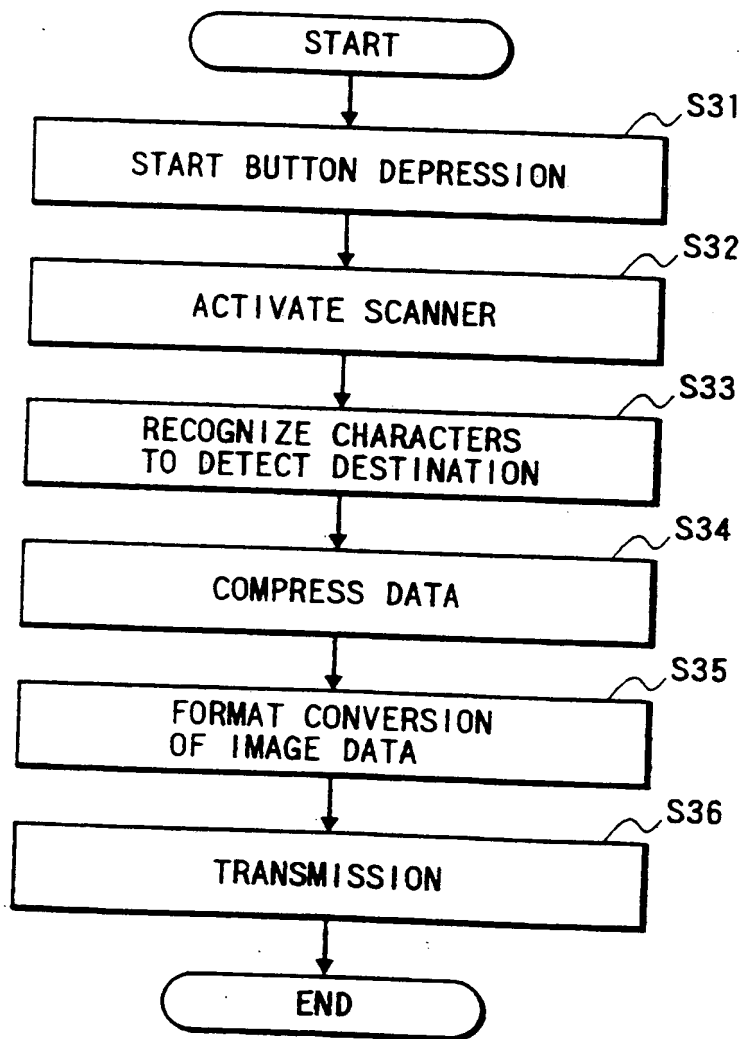 START
S31
START BUTTON DEPRESSION
S32
ACTIVATE SCANNER
S33
RECOGNIZE CHARACTERS
TO DETECT DESTINATION
S34
COMPRESS DATA
S35
FORMAT CONVERSION
OF IMAGE DATA
S36
TRANSMISSION
END